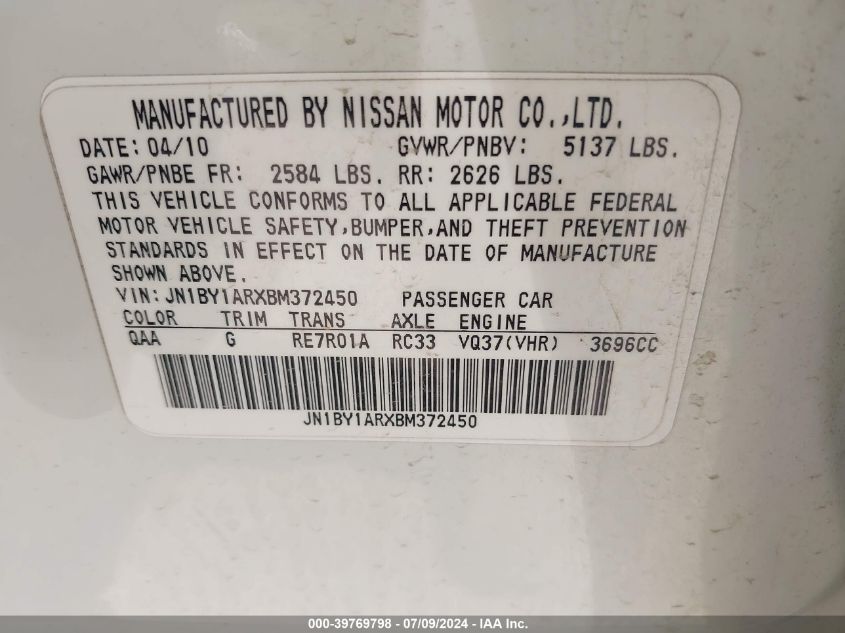 MANUFACTURED BY NISSAN MOTOR CO.,LTD.
DATE: 04/10 GVWR/PNBV: 5137 LBS.
GAWR/PNBE FR: 2584 LBS. RR: 2626 LBS.
THIS VEHICLE CONFORMS TO ALL APPLICABLE FEDERAL
MOTOR VEHICLE SAFETY,BUMPER,AND THEFT PREVENTION
STANDARDS IN EFFECT ON THE DATE OF MANUFACTURE
SHOWN ABOVE.
VIN: JN1BY1ARXBM372450 PASSENGER CAR
COLOR TRIM TRANS AXLE ENGINE
QAA G RE7R01A RC33 VQ37(VHR) 3696CC
JN1BY1ARXBM372450
000-39769798 - 07/09/2024 - IAA Inc.